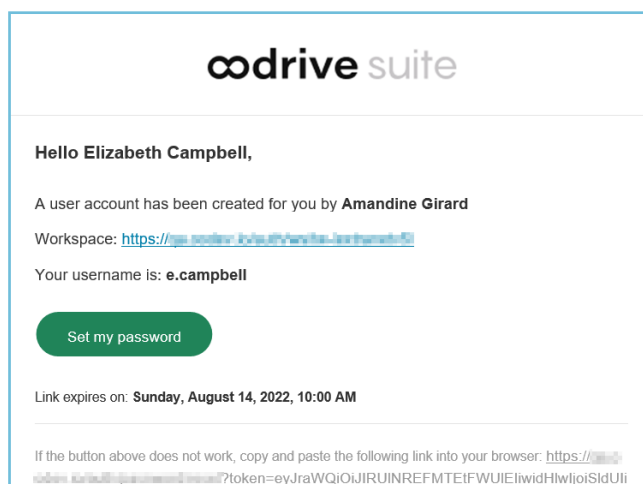 oodrive suite
Hello Elizabeth Campbell,
A user account has been created for you by Amandine Girard
Workspace: https://
Your username is: e.campbell
Set my password
Link expires on: Sunday, August 14, 2022, 10:00 AM
If the button above does not work, copy and paste the following link into your browser: https://
?token=eyJraWQiOiJIRUlNREFMTEtFWUlEIiwidHlwIjoiSldUIi